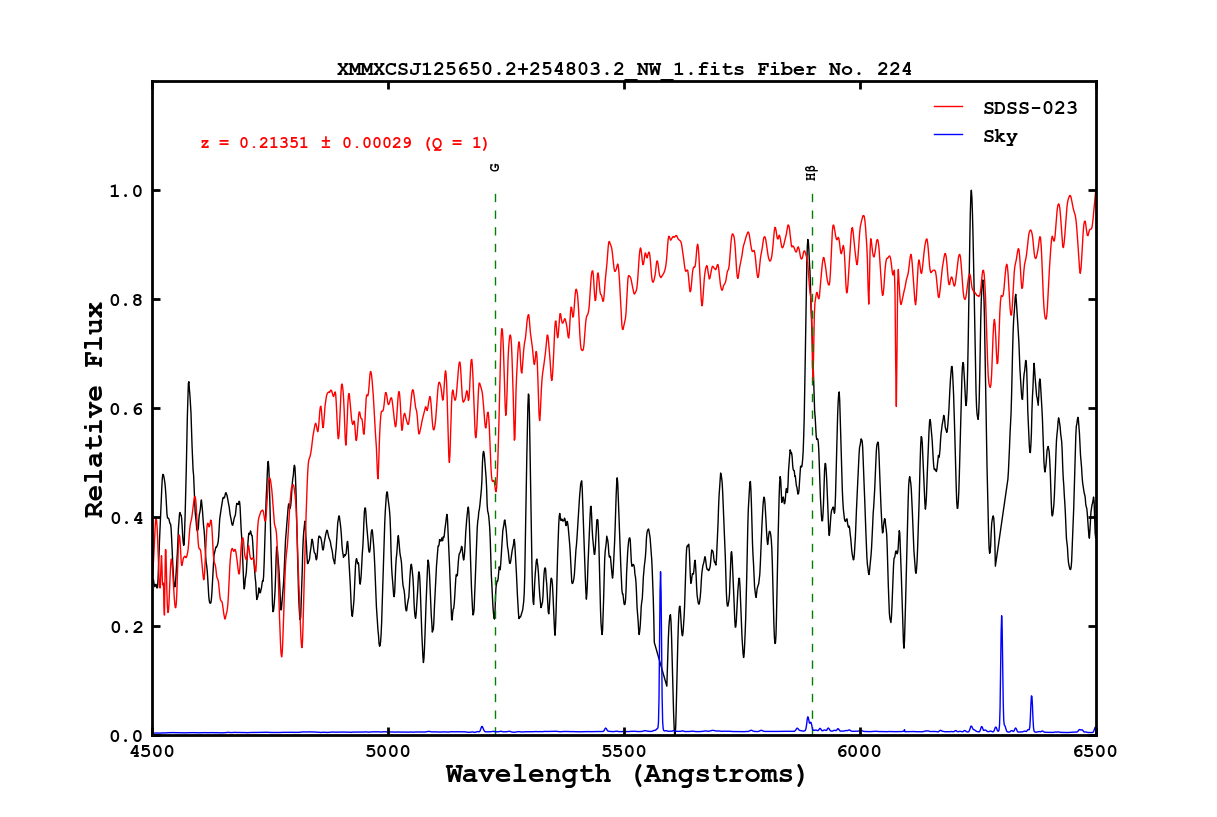 XMMXCSJ125650.2+254803.2_NW_1.fits Fiber No. 224
SDSS-023
Sky
z = 0.21351 ± 0.00029 (Q = 1)
G
Hβ
1.0
0.8
0.6
0.4
0.2
0.0
Relative Flux
4500 5000 5500 6000 6500
Wavelength (Angstroms)